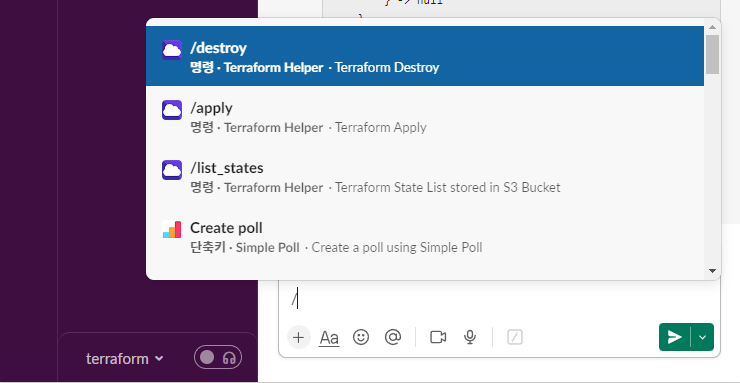 } -> null
}
/destroy
명령 · Terraform Helper · Terraform Destroy
/apply
명령 · Terraform Helper · Terraform Apply
/list_states
명령 · Terraform Helper · Terraform State List stored in S3 Bucket
Create poll
단축키 · Simple Poll · Create a poll using Simple Poll
/
Aa
terraform